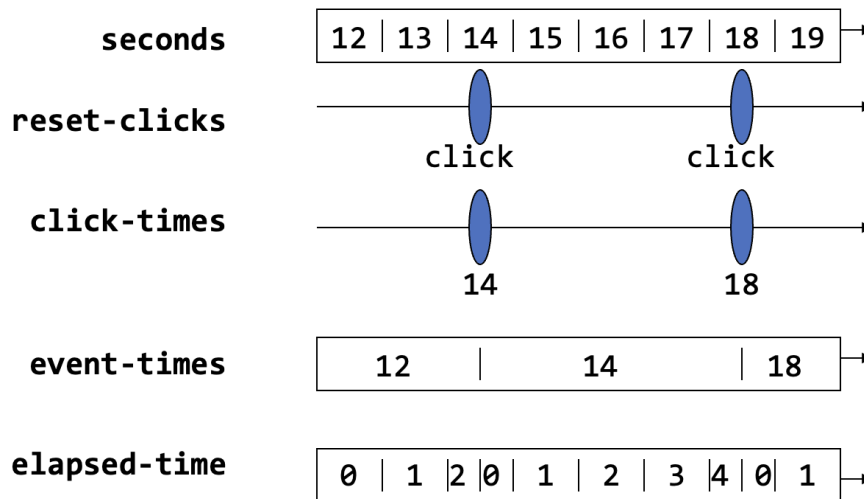 seconds 12 13 14 15 16 17 18 19
reset-clicks
click click
click-times
14 18
event-times 12 14 18
elapsed-time 0 1 2 0 1 2 3 4 0 1